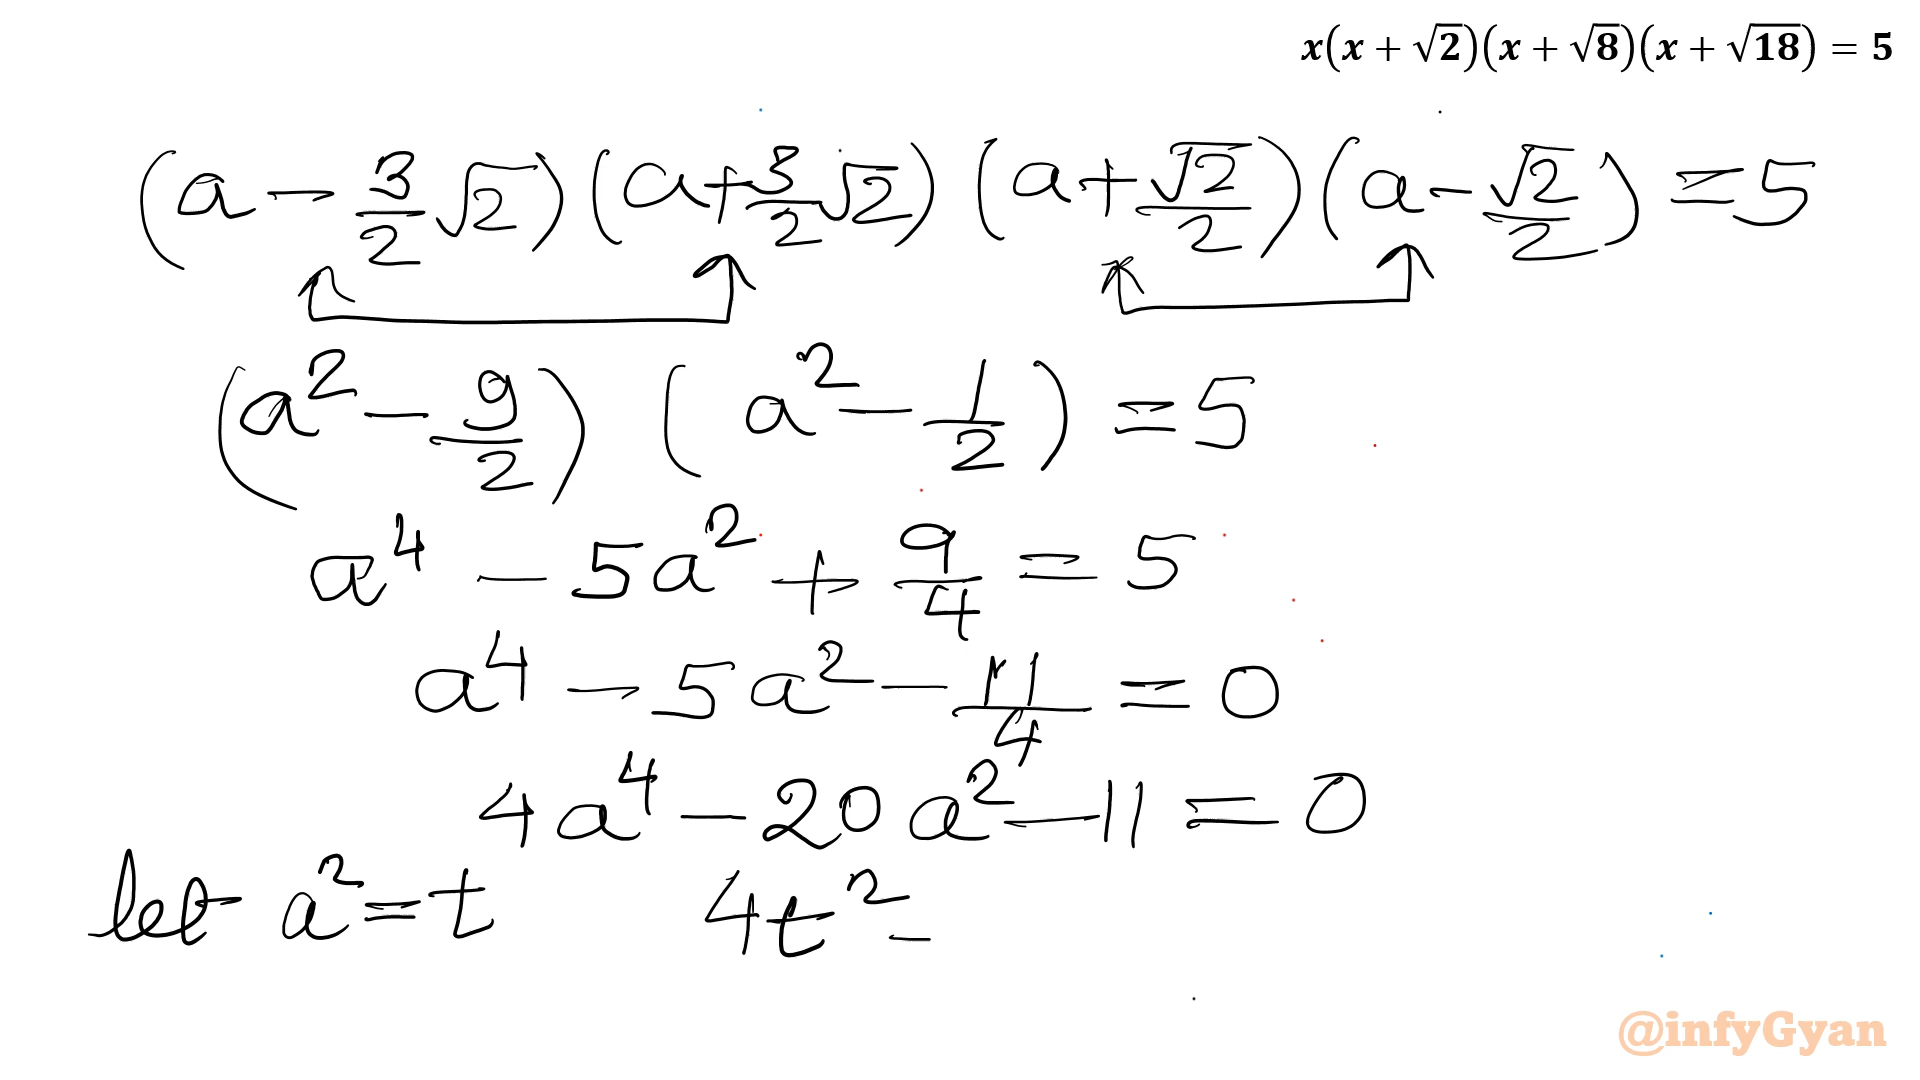 x(x + √2)(x + √8)(x + √18) = 5
(a - 3/2 √2)(a + 3/2 √2)(a + √2/2)(a - √2/2) = 5
(a² - 9/2)(a² - 1/2) = 5
a⁴ - 5a² + 9/4 = 5
a⁴ - 5a² - 11/4 = 0
4a⁴ - 20a² - 11 = 0
let a² = t 4t² -
@infyGyan